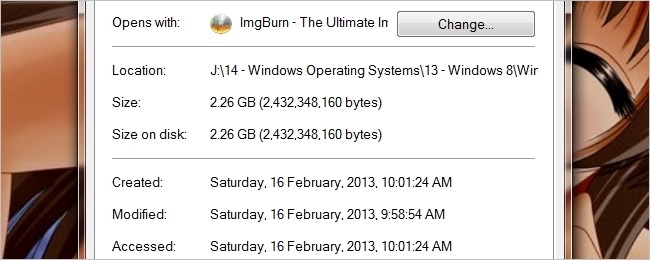 Opens with: ImgBurn - The Ultimate Im Change...
Location: J:\14 - Windows Operating Systems\13 - Windows 8\Win
Size: 2.26 GB (2,432,348,160 bytes)
Size on disk: 2.26 GB (2,432,348,160 bytes)
Created: Saturday, 16 February, 2013, 10:01:24 AM
Modified: Saturday, 16 February, 2013, 9:58:54 AM
Accessed: Saturday, 16 February, 2013, 10:01:24 AM